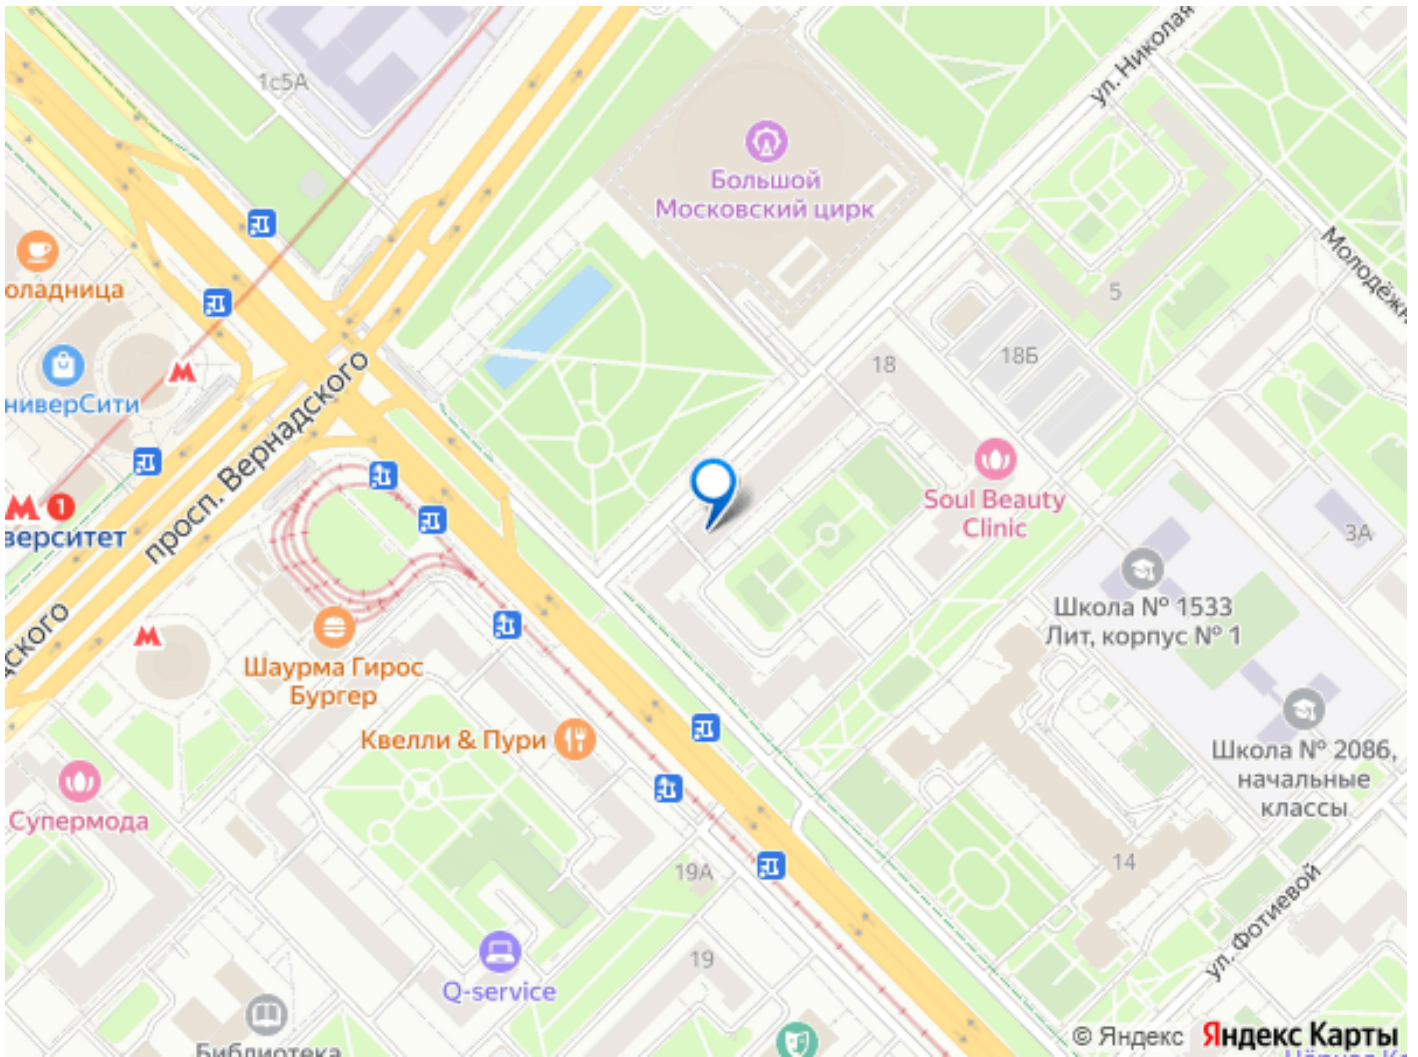 1с5А
ул. Николая
Большой
Московский цирк
Молодёжн
оладница
5
18
18Б
ниверСити
просп. Вернадского
1
верситет
дского
Soul Beauty
Clinic
3А
Школа № 1533
Лит, корпус № 1
Шаурма Гирос
Бургер
Квелли & Пури
Школа № 2086,
начальные
классы
Супермода
14
19А
ул. Фотиевой
19
Q-service
Библиотека
© Яндекс Яндекс Карты